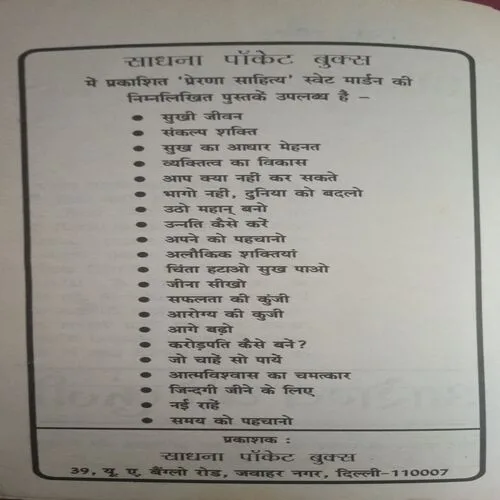 साधना पॉकेट बुक्स
में प्रकाशित 'प्रेरणा साहित्य' स्वेट मार्डन की
निम्नलिखित पुस्तकें उपलब्ध है –
• सुखी जीवन
• संकल्प शक्ति
• सुख का आधार मेहनत
• व्यक्तित्व का विकास
• आप क्या नहीं कर सकते
• भागो नहीं, दुनिया को बदलो
• उठो महान् बनो
• उन्नति कैसे करें
• अपने को पहचानो
• अलौकिक शक्तियां
• चिंता हटाओ सुख पाओ
• जीना सीखो
• सफलता की कुंजी
• आरोग्य की कुंजी
• आगे बढ़ो
• करोड़पति कैसे बनें?
• जो चाहें सो पायें
• आत्मविश्वास का चमत्कार
• जिन्दगी जीने के लिए
• नई राहें
• समय को पहचानो
प्रकाशक :
साधना पॉकेट बुक्स
39, यू. ए. बैंग्लो रोड, जवाहर नगर, दिल्ली-110007